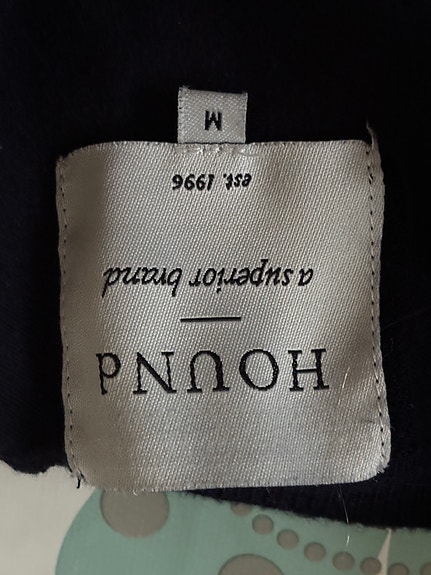 HOUNd
a superior brand
est. 1996
M